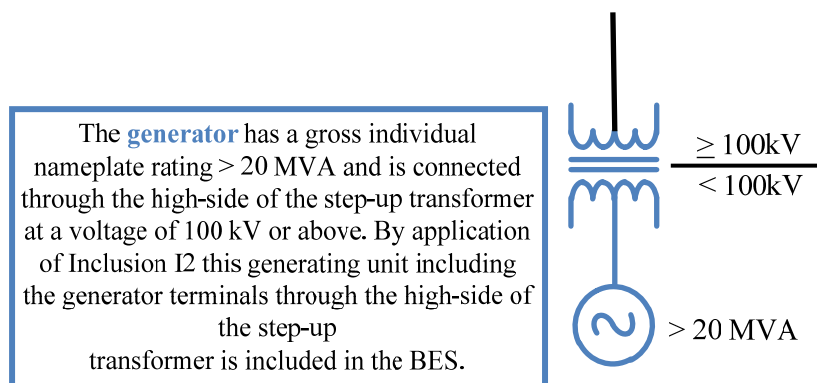 The generator has a gross individual
nameplate rating > 20 MVA and is connected
through the high-side of the step-up transformer
at a voltage of 100 kV or above. By application
of Inclusion I2 this generating unit including
the generator terminals through the high-side of
the step-up
transformer is included in the BES.
≥ 100kV
< 100kV
> 20 MVA